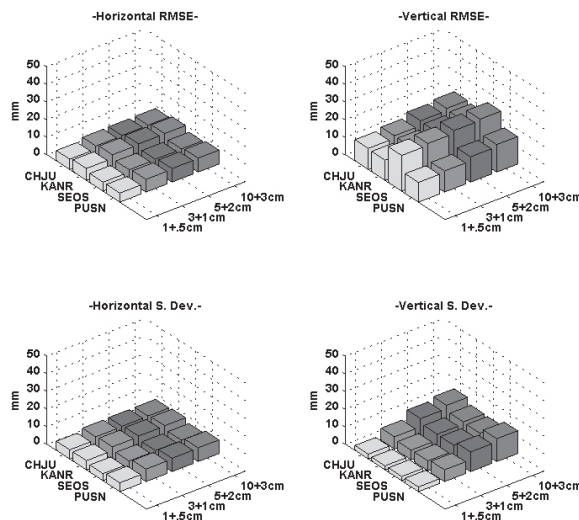 -Horizontal RMSE-
50
40
30
20
10
0
mm
CHJU
KANR
SEOS
PUSN
1+.5cm
3+1cm
5+2cm
10+3cm
-Vertical RMSE-
50
40
30
20
10
0
CHJU
KANR
SEOS
PUSN
1+.5cm
3+1cm
5+2cm
10+3cm
-Horizontal S. Dev.-
50
40
30
20
10
0
mm
CHJU
KANR
SEOS
PUSN
1+.5cm
3+1cm
5+2cm
10+3cm
-Vertical S. Dev.-
50
40
30
20
10
0
CHJU
KANR
SEOS
PUSN
1+.5cm
3+1cm
5+2cm
10+3cm